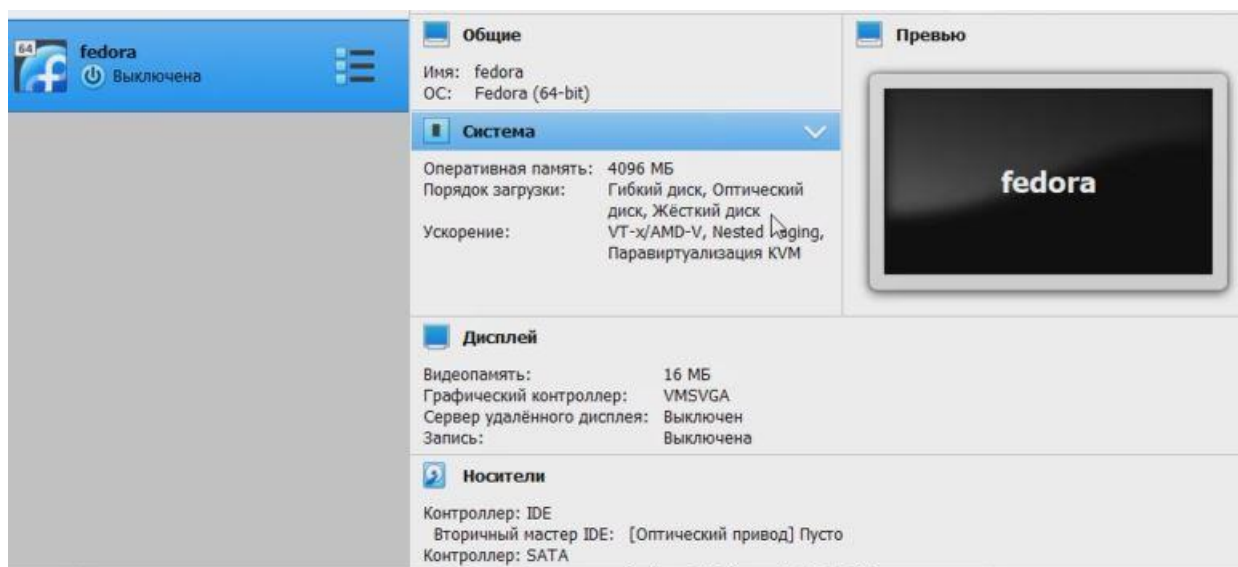 64
fedora
Выключена
Общие
Имя: fedora
ОС: Fedora (64-bit)
Система
Оперативная память: 4096 МБ
Порядок загрузки: Гибкий диск, Оптический
диск, Жёсткий диск
Ускорение: VT-x/AMD-V, Nested Paging,
Паравиртуализация KVM
Превью
fedora
Дисплей
Видеопамять: 16 МБ
Графический контроллер: VMSVGA
Сервер удалённого дисплея: Выключен
Запись: Выключена
Носители
Контроллер: IDE
Вторичный мастер IDE: [Оптический привод] Пусто
Контроллер: SATA